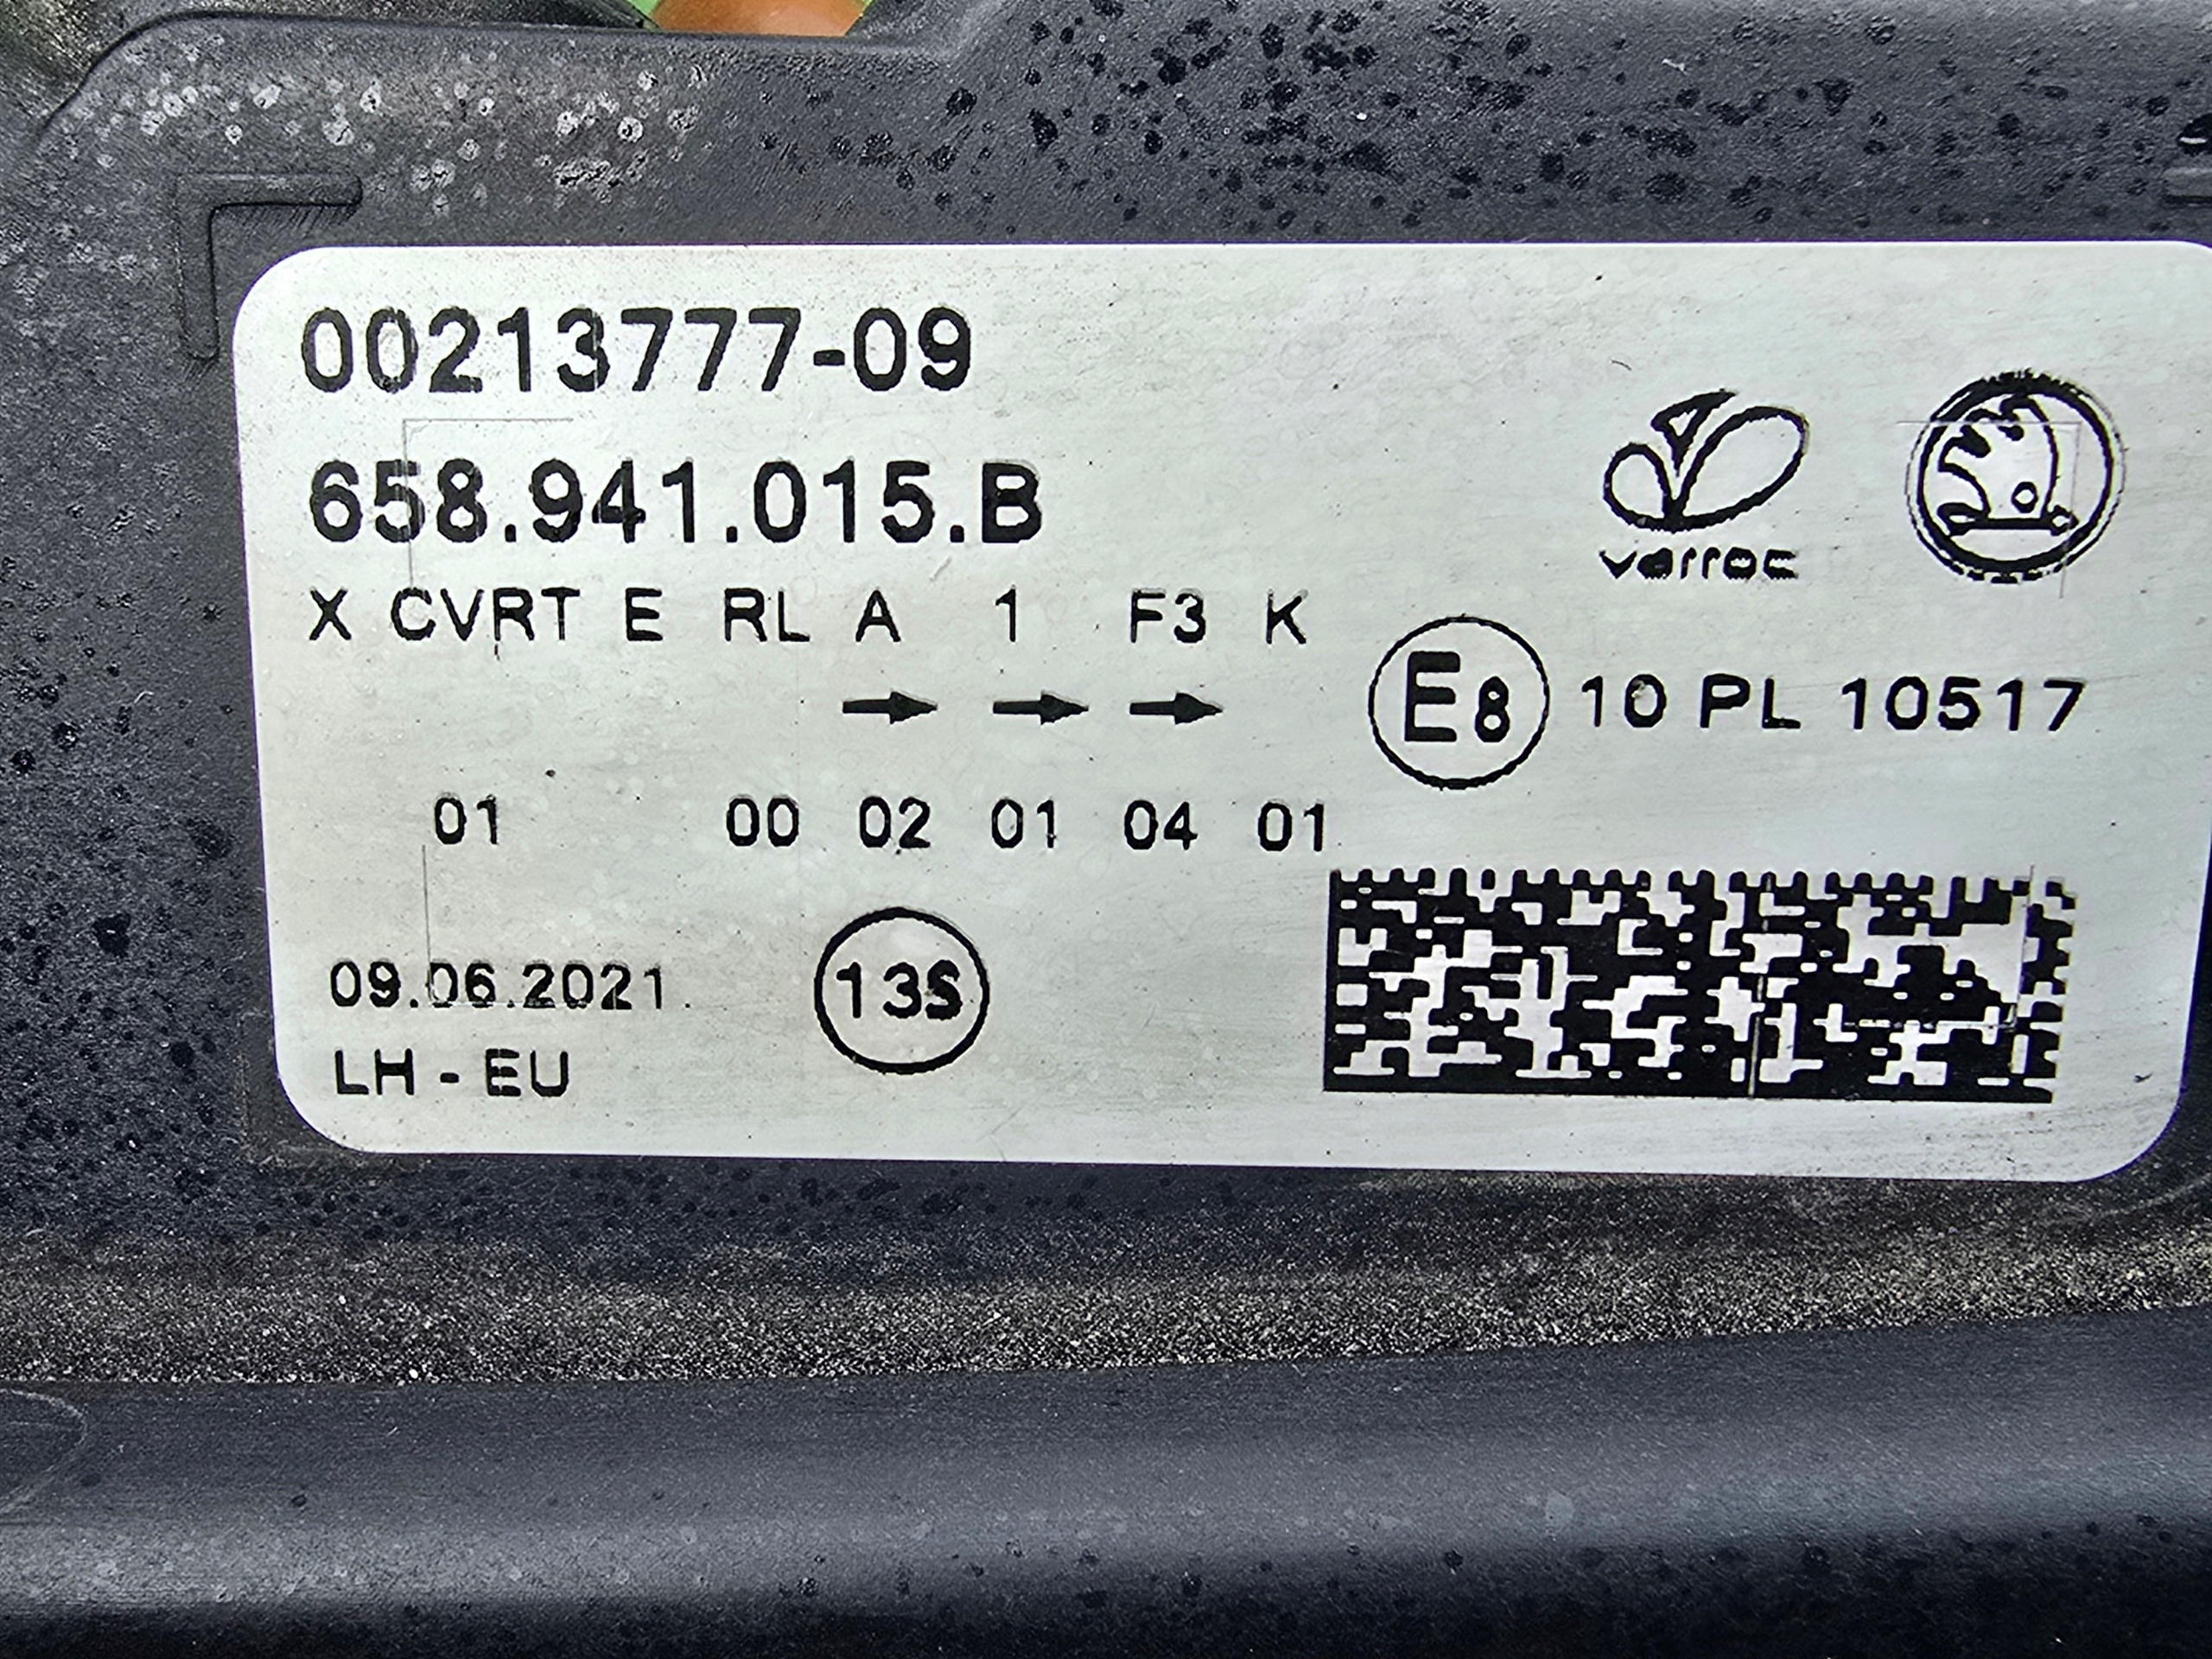 00213777-09
658.941.015.B
varroc
X CVRT E RL A 1 F3 K
E8 10 PL 10517
01 00 02 01 04 01
09.06.2021
13S
LH - EU